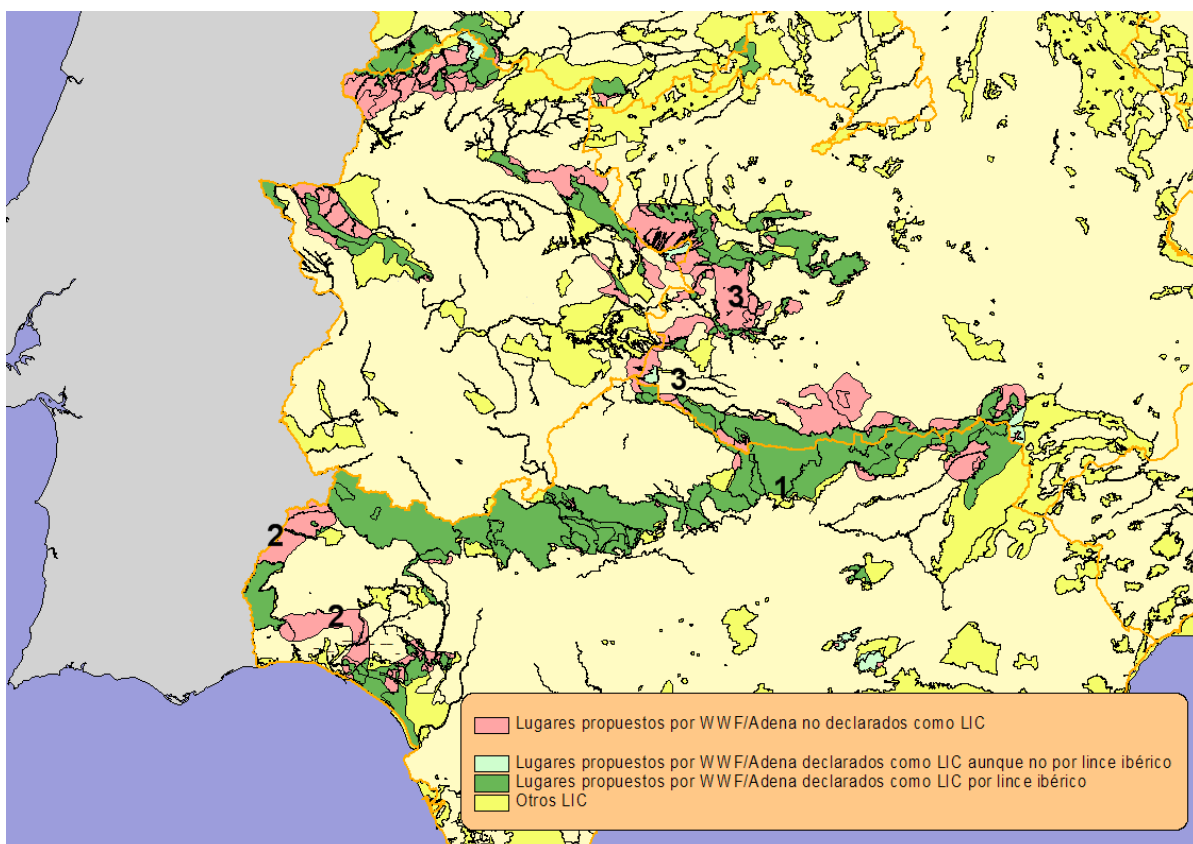 3
3
1
2
2
Lugares propuestos por WWF/Adena no declarados como LIC
Lugares propuestos por WWF/Adena declarados como LIC aunque no por lince ibérico
Lugares propuestos por WWF/Adena declarados como LIC por lince ibérico
Otros LIC